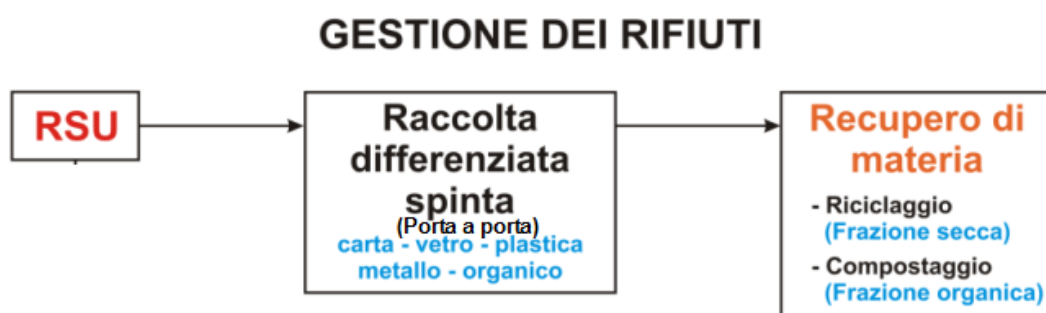 GESTIONE DEI RIFIUTI
RSU
Raccolta
differenziata
spinta
(Porta a porta)
carta - vetro - plastica
metallo - organico
Recupero di
materia
- Riciclaggio
(Frazione secca)
- Compostaggio
(Frazione organica)